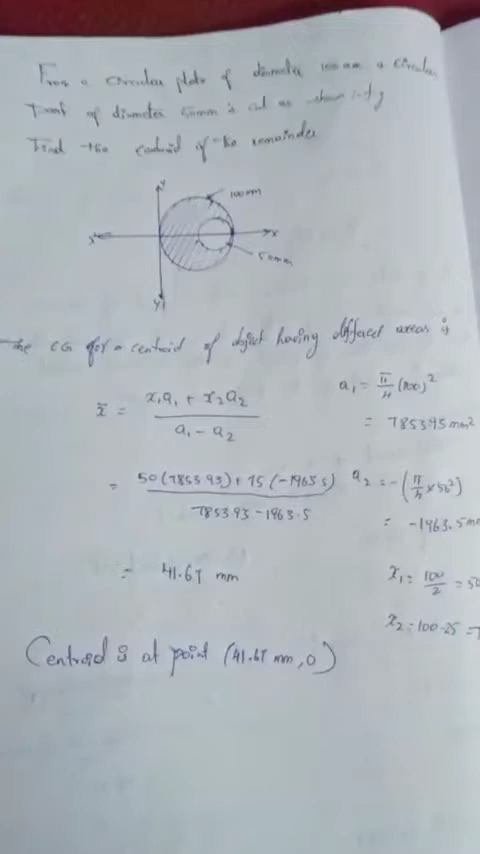 From a circular plate of diameter 100mm a circular
part of diameter 50mm is cut as shown in fig
Find the centroid of the remainder
Y
100mm
X
50mm
Y1
The CG for a centroid of object having different areas is
x̄ = x1a1 + x2a2 / a1 - a2
a1 = π/4 (100)²
= 7853.95 mm²
= 50(7853.93) + 75(-1963.5) / 7853.93 - 1963.5
a2 = -(π/4 × 50²)
= -1963.5 mm
= 41.67 mm
x1 = 100/2 = 50
x2 = 100-25 =
Centroid is at point (41.67 mm, 0)